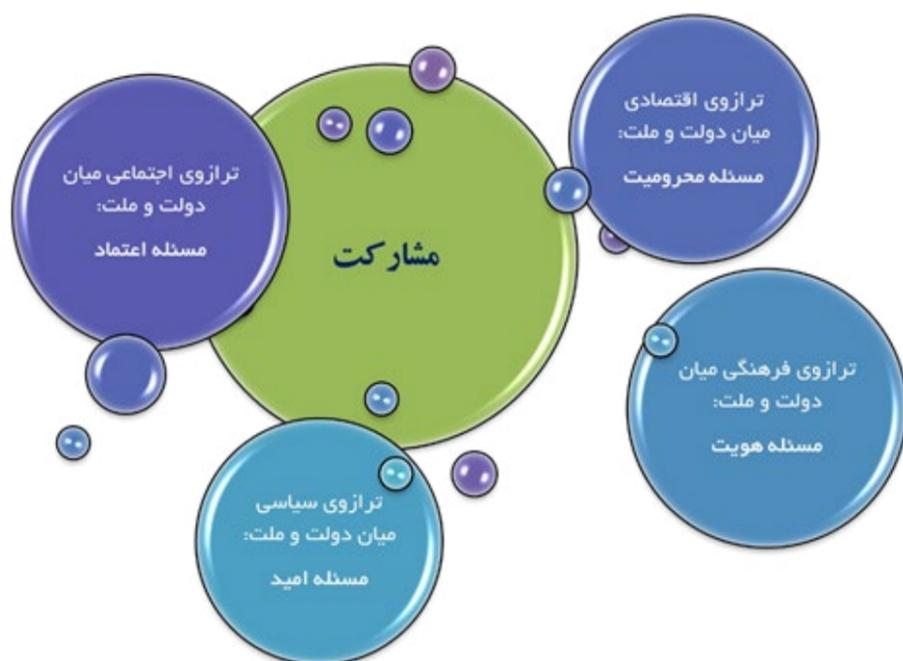 ترازوی اقتصادی
میان دولت و ملت:
مسئله محرومیت
ترازوی اجتماعی میان
دولت و ملت:
مسئله اعتماد
مشارکت
ترازوی فرهنگی میان
دولت و ملت:
مسئله هویت
ترازوی سیاسی
میان دولت و ملت:
مسئله امید